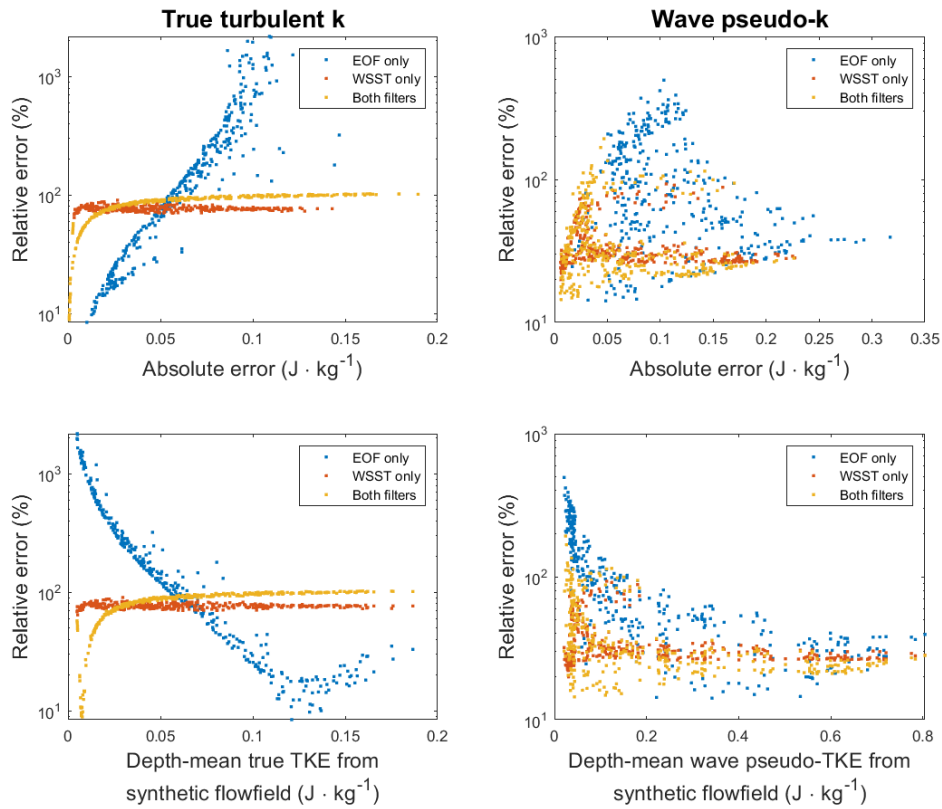 True turbulent k
10³
10²
10¹
Relative error (%)
EOF only
WSST only
Both filters
0 0.05 0.1 0.15 0.2
Absolute error (J · kg⁻¹)
Wave pseudo-k
10³
10²
10¹
Relative error (%)
EOF only
WSST only
Both filters
0 0.05 0.1 0.15 0.2 0.25 0.3 0.35
Absolute error (J · kg⁻¹)
10³
10²
10¹
Relative error (%)
EOF only
WSST only
Both filters
0 0.05 0.1 0.15 0.2
Depth-mean true TKE from
synthetic flowfield (J · kg⁻¹)
10³
10²
10¹
Relative error (%)
EOF only
WSST only
Both filters
0 0.2 0.4 0.6 0.8
Depth-mean wave pseudo-TKE from
synthetic flowfield (J · kg⁻¹)